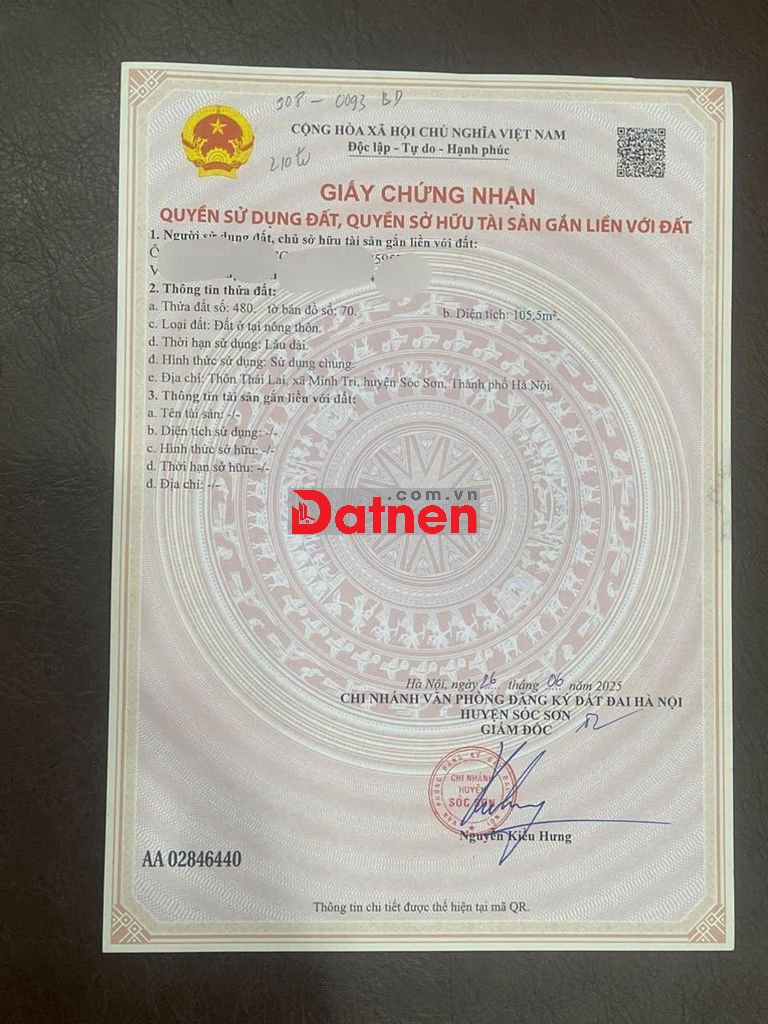 008 - 0093 BD
CỘNG HÒA XÃ HỘI CHỦ NGHĨA VIỆT NAM
Độc lập - Tự do - Hạnh phúc
210
GIẤY CHỨNG NHẬN
QUYỀN SỬ DỤNG ĐẤT, QUYỀN SỞ HỮU TÀI SẢN GẮN LIỀN VỚI ĐẤT
1. Người sử dụng đất, chủ sở hữu tài sản gắn liền với đất:
2. Thông tin thửa đất:
a. Thửa đất số: 480. tờ bản đồ số: 70. b. Diện tích: 105,5m².
c. Loại đất: Đất ở tại nông thôn.
d. Thời hạn sử dụng: Lâu dài.
đ. Hình thức sử dụng: Sử dụng chung.
e. Địa chỉ: Thôn Thái Lai, xã Minh Trí, huyện Sóc Sơn, Thành phố Hà Nội.
3. Thông tin tài sản gắn liền với đất:
a. Tên tài sản: -/-
b. Diện tích sử dụng: -/-
c. Hình thức sở hữu: -/-
d. Thời hạn sở hữu: -/-
đ. Địa chỉ: -/-
.com.vn
Datnen
Hà Nội, ngày 26 tháng 06 năm 2025
CHI NHÁNH VĂN PHÒNG ĐĂNG KÝ ĐẤT ĐAI HÀ NỘI
HUYỆN SÓC SƠN
GIÁM ĐỐC
CHI NHÁNH
HUYỆN
SÓC SƠN
Nguyễn Kiều Hưng
AA 02846440
Thông tin chi tiết được thể hiện tại mã QR.